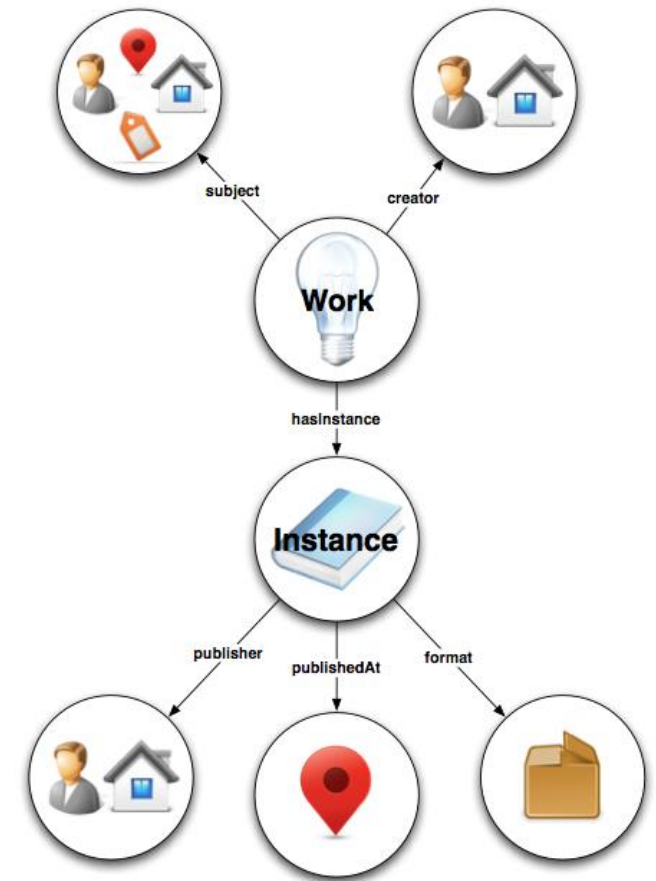 subject
creator
Work
hasInstance
Instance
publisher
publishedAt
format